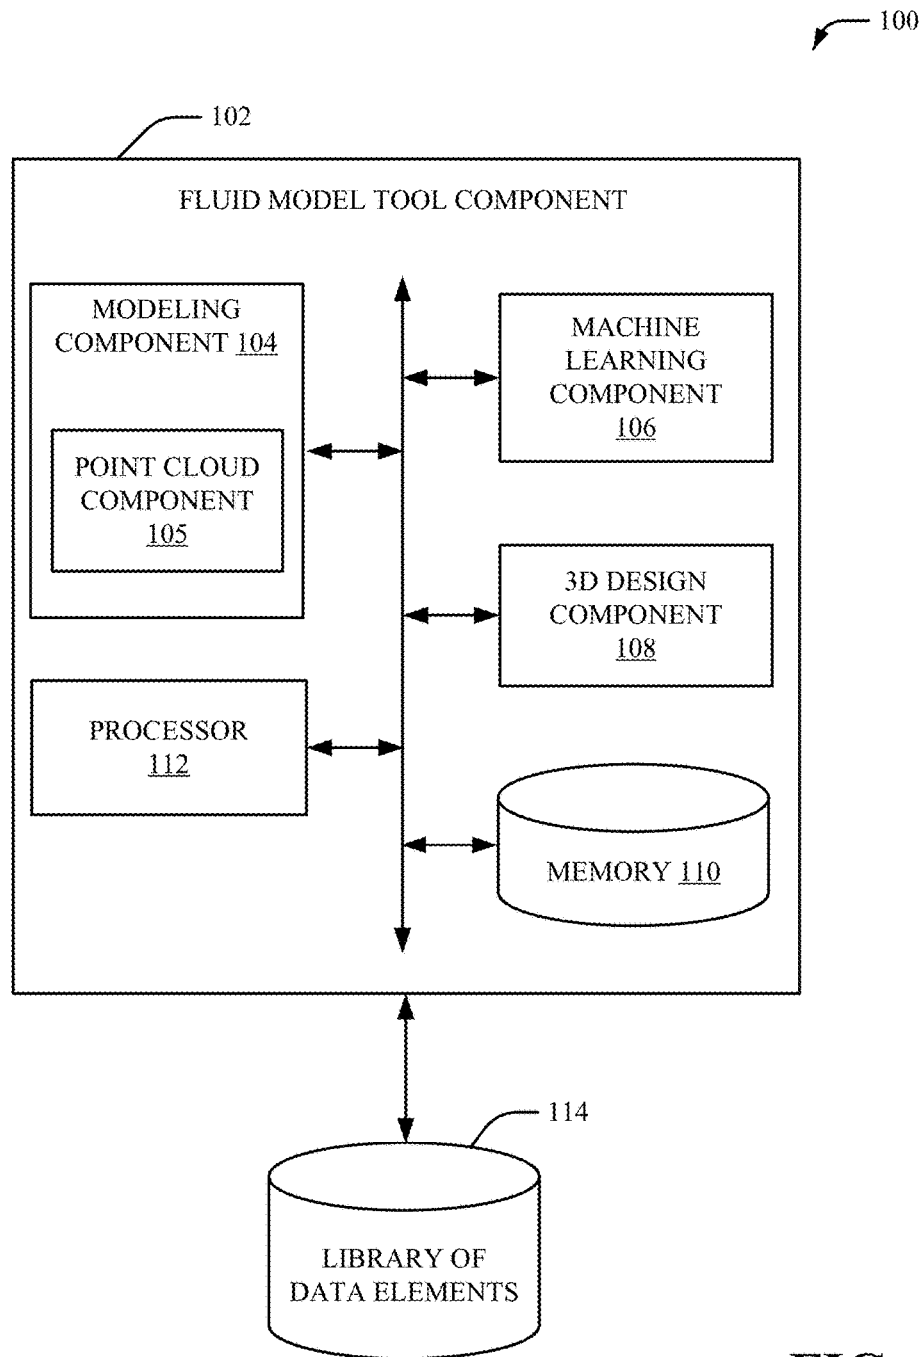 100
102
FLUID MODEL TOOL COMPONENT
MODELING
COMPONENT 104
POINT CLOUD
COMPONENT
105
MACHINE
LEARNING
COMPONENT
106
3D DESIGN
COMPONENT
108
PROCESSOR
112
MEMORY 110
114
LIBRARY OF
DATA ELEMENTS